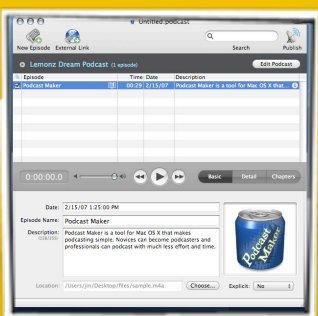 Untitled.podcast
New Episode External Link Search Publish
Lemonz Dream Podcast (1 episode) Edit Podcast
Episode Time Date Description
Podcast Maker 00:29 2/15/07 Podcast Maker is a tool for Mac OS X that...
0:00:00.0 Basic Detail Chapters
Date: 2/15/07 1:25:00 PM
Episode Name: Podcast Maker
Description: Podcast Maker is a tool for Mac OS X that makes
podcasting simple. Novices can become podcasters and
professionals can podcast with much less effort and time.
Podcast Maker
Location: /Users/jin/Desktop/files/sample.m4a Choose... Explicit: No